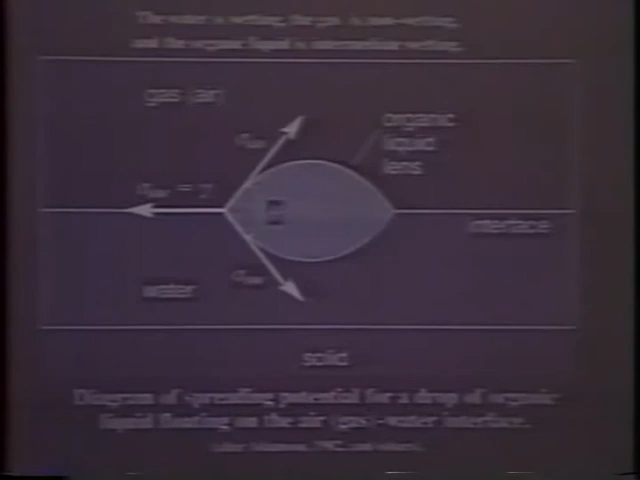 The water is wetting, the gas is non-wetting,
and the organic liquid is intermediate wetting.
gas (air)
organic
liquid
lens
interface
water
solid
Diagram of spreading potential for a drop of organic
liquid floating on the air (gas) -water interface.